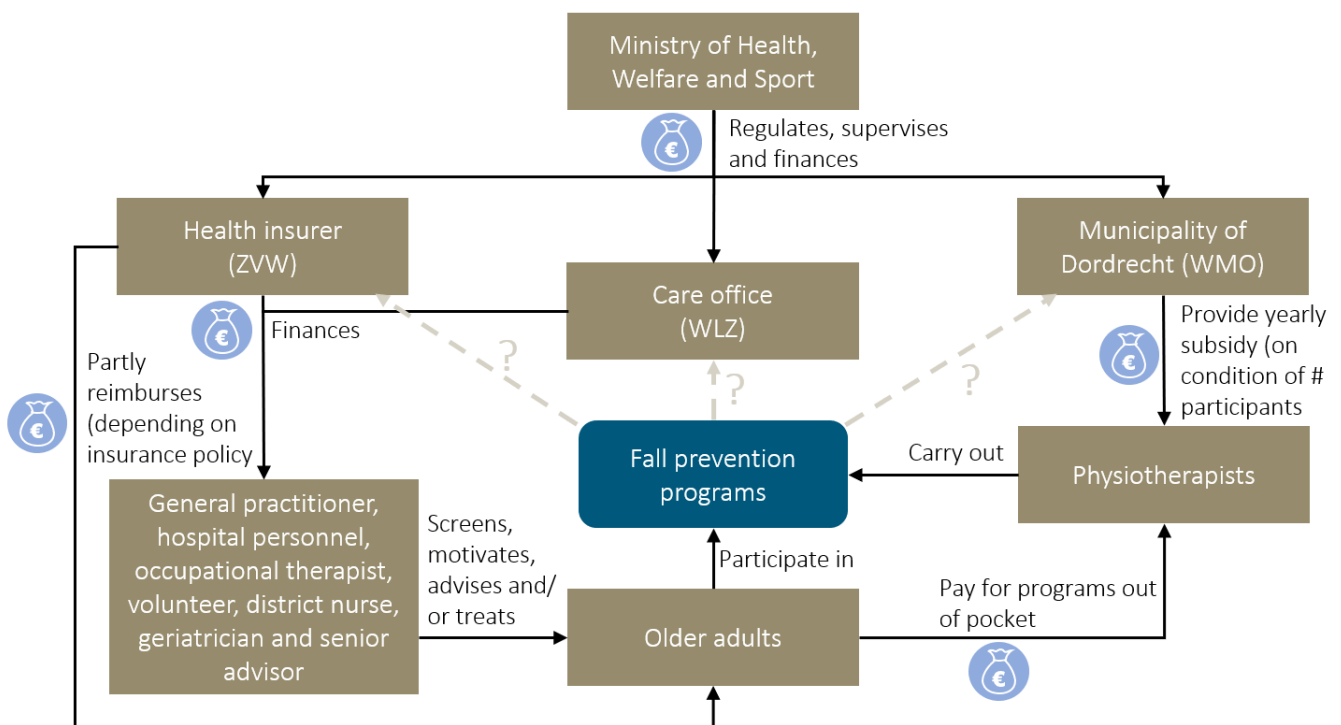 Ministry of Health,
Welfare and Sport
€
Regulates, supervises
and finances
Health insurer
(ZVW)
Care office
(WLZ)
Municipality of
Dordrecht (WMO)
€
Finances
€
Provide yearly
subsidy (on
condition of #
participants
€
Partly
reimburses
(depending on
insurance policy
?
?
?
Fall prevention
programs
Carry out
Physiotherapists
General practitioner,
hospital personnel,
occupational therapist,
volunteer, district nurse,
geriatrician and senior
advisor
Screens,
motivates,
advises and/
or treats
Participate in
Older adults
Pay for programs out
of pocket
€